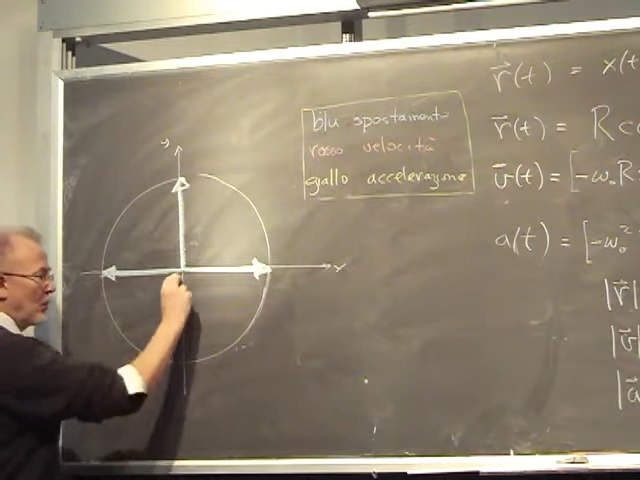 y
x
blu spostamento
rosso velocità
giallo accelerazione
r(t) = x(t
r(t) = R co
v(t) = [-ω₀R
a(t) = [-ω₀²
|r|
|v|
|a